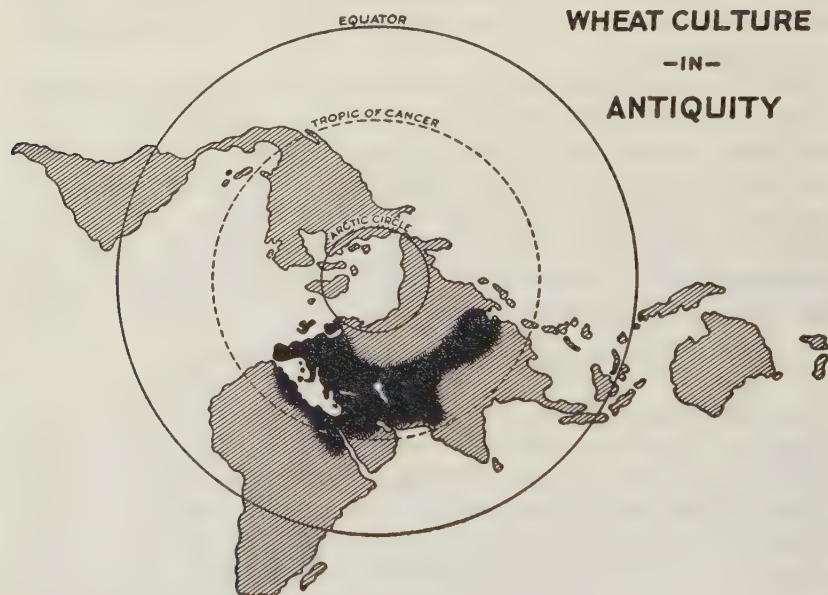 WHEAT CULTURE
-IN-
ANTIQUITY
EQUATOR
TROPIC OF CANCER
ARCTIC CIRCLE